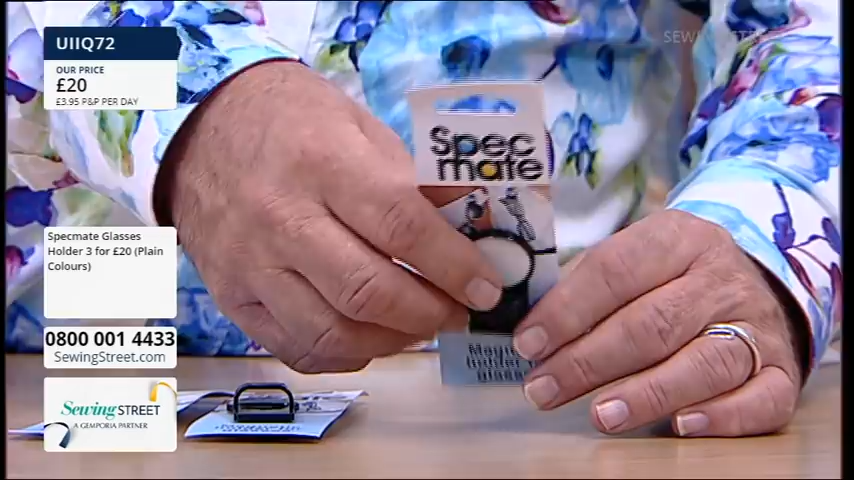 UIIQ72
OUR PRICE
£20
£3.95 P&P PER DAY
Specmate Glasses
Holder 3 for £20 (Plain
Colours)
0800 001 4433
SewingStreet.com
Sewing STREET
A GEMPORIA PARTNER
Spec
mate